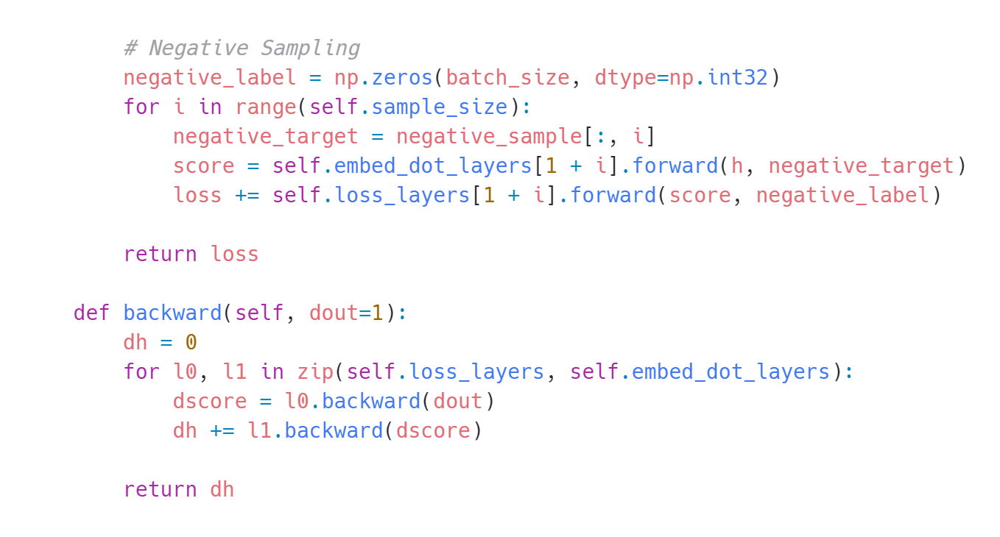 # Negative Sampling
negative_label = np.zeros(batch_size, dtype=np.int32)
for i in range(self.sample_size):
    negative_target = negative_sample[:, i]
    score = self.embed_dot_layers[1 + i].forward(h, negative_target)
    loss += self.loss_layers[1 + i].forward(score, negative_label)

return loss

def backward(self, dout=1):
    dh = 0
    for l0, l1 in zip(self.loss_layers, self.embed_dot_layers):
        dscore = l0.backward(dout)
        dh += l1.backward(dscore)

    return dh